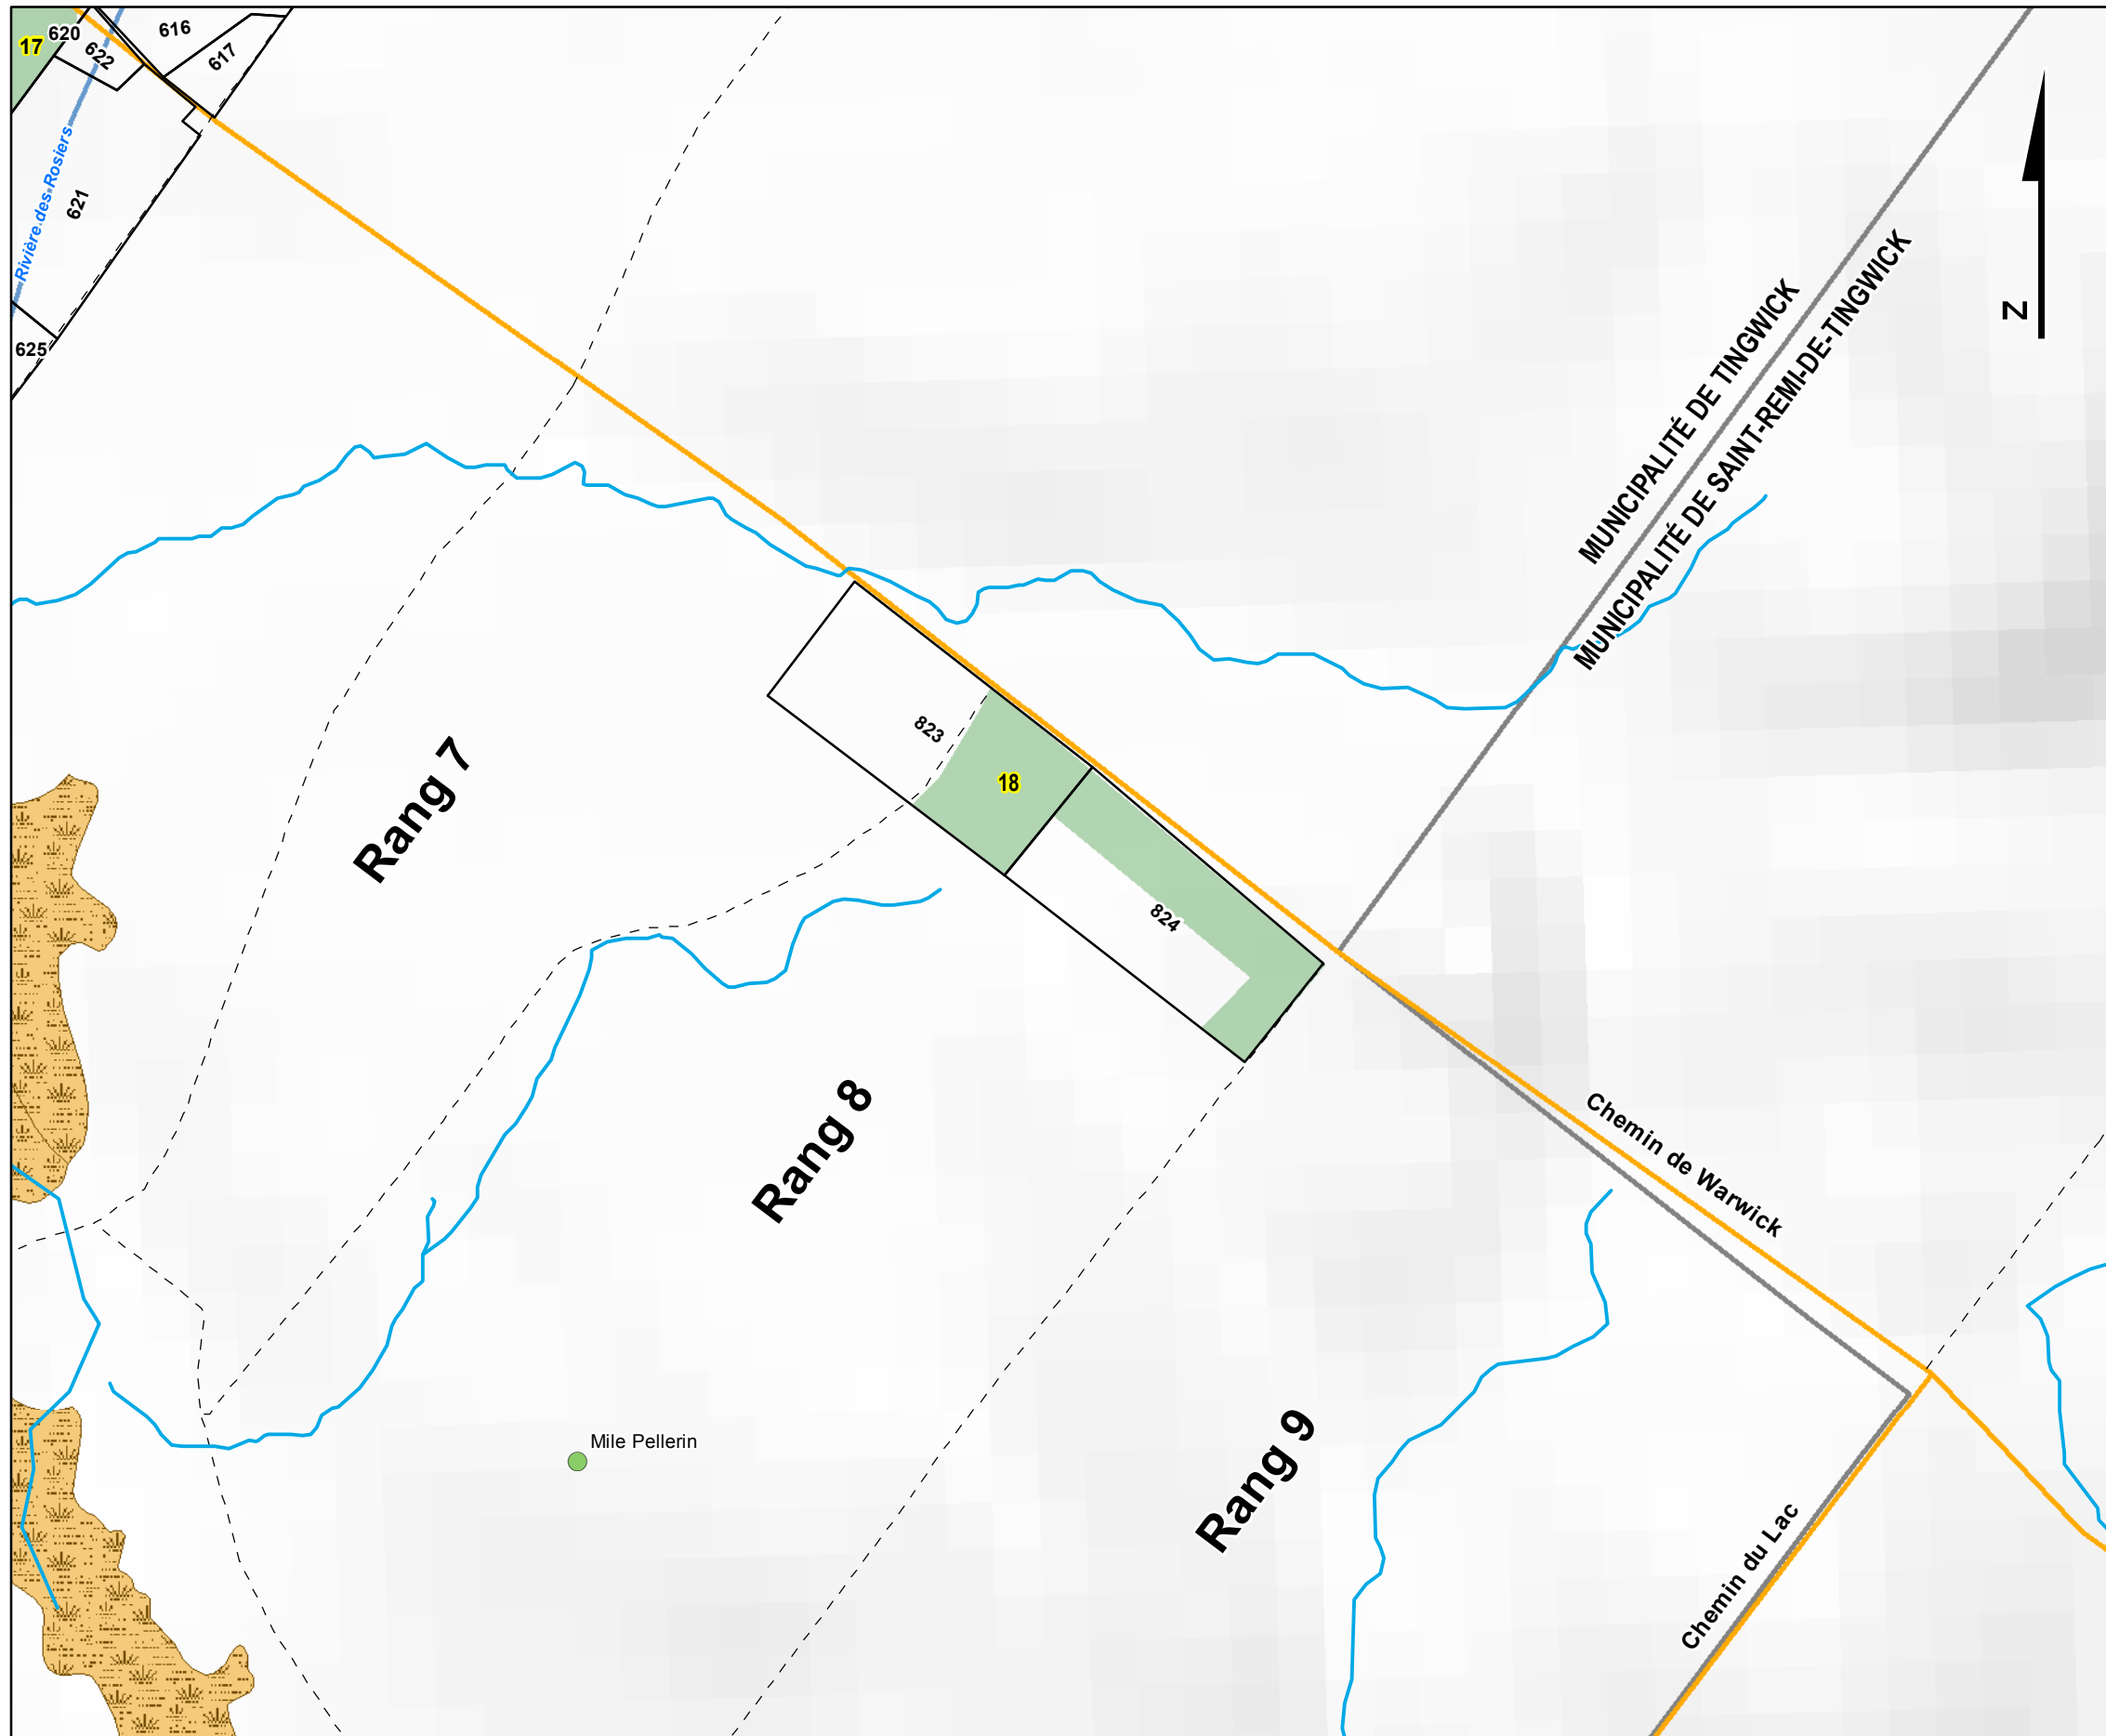 616
620
17
622
617
Rivière des Rosiers
621
625
N
MUNICIPALITÉ DE TINGWICK
MUNICIPALITÉ DE SAINT-REMI-DE-TINGWICK
823
Rang 7
18
824
Rang 8
Chemin de Warwick
Mile Pellerin
Rang 9
Chemin du Lac